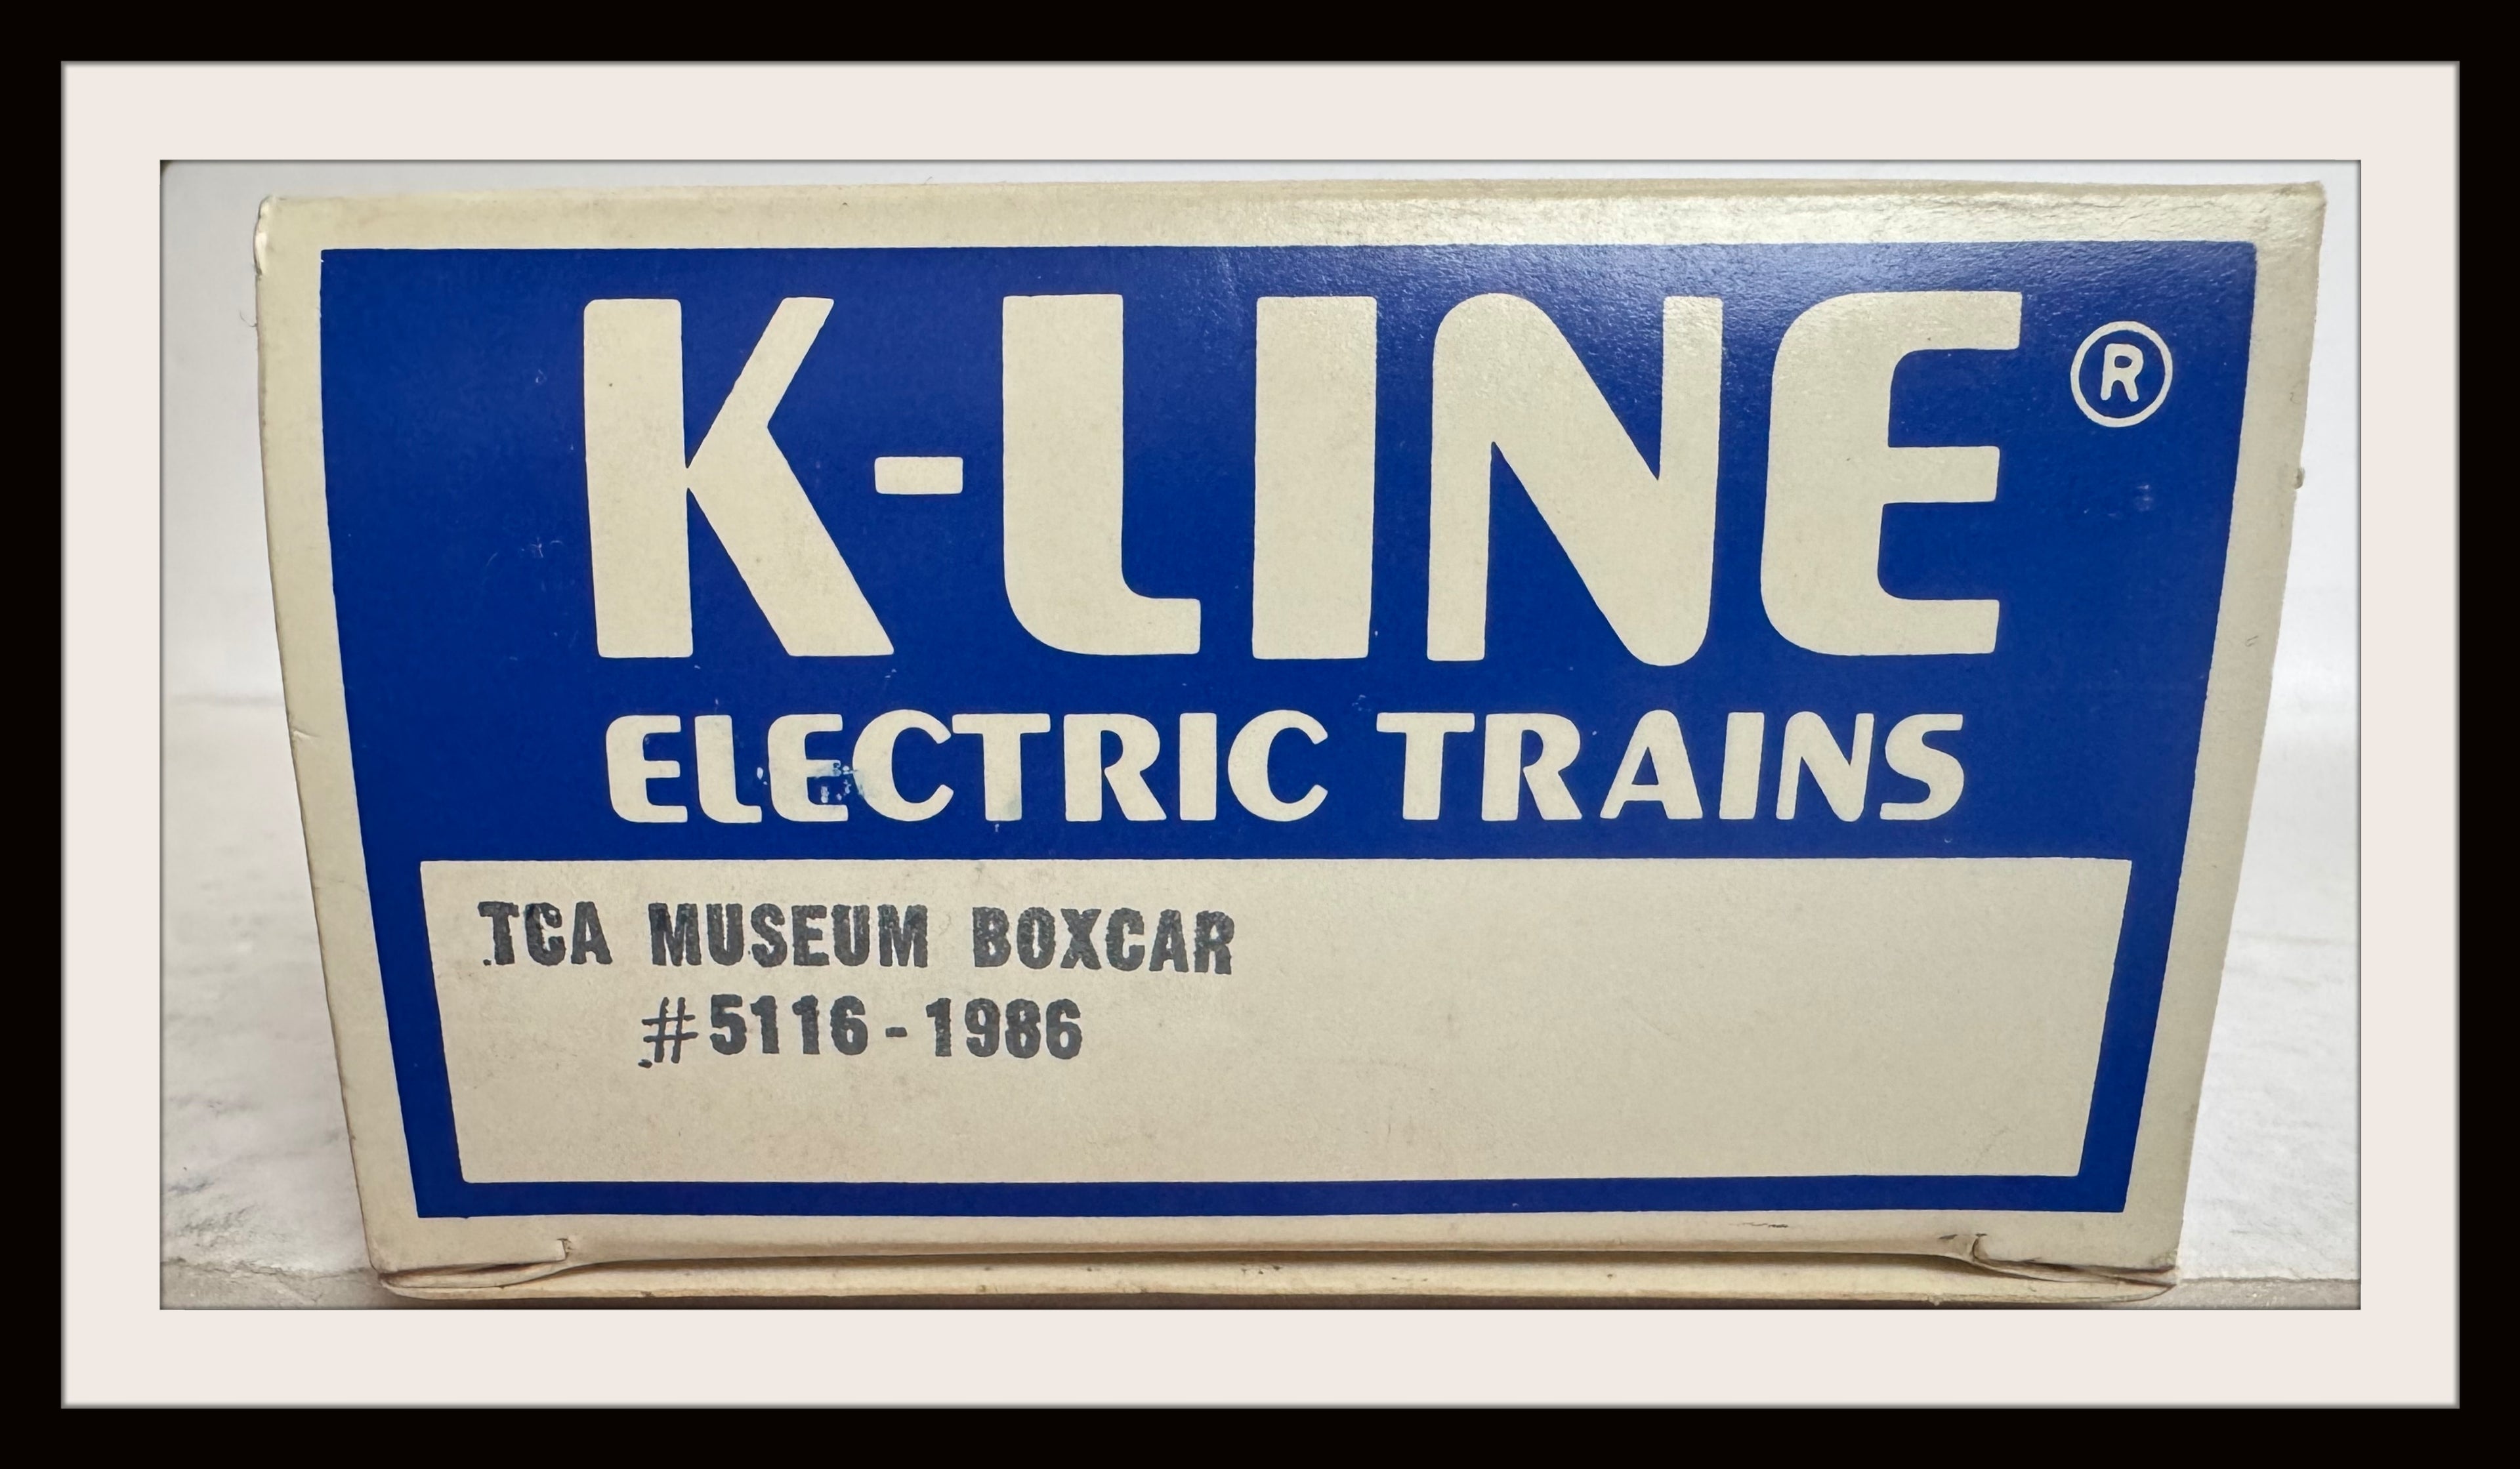 K-LINE®
ELECTRIC TRAINS
TCA MUSEUM BOXCAR
#5116-1986